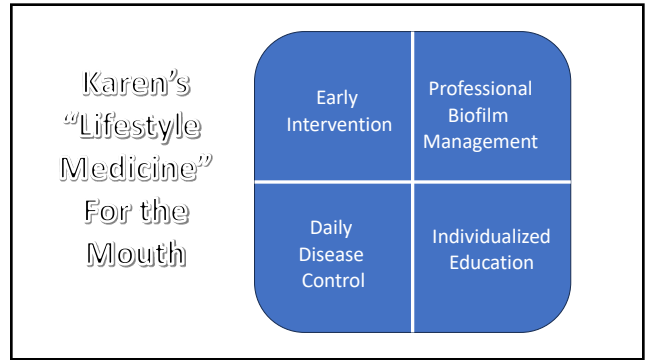 Karen’s
“Lifestyle
Medicine”
For the
Mouth
Early
Intervention
Professional
Biofilm
Management
Daily
Disease
Control
Individualized
Education